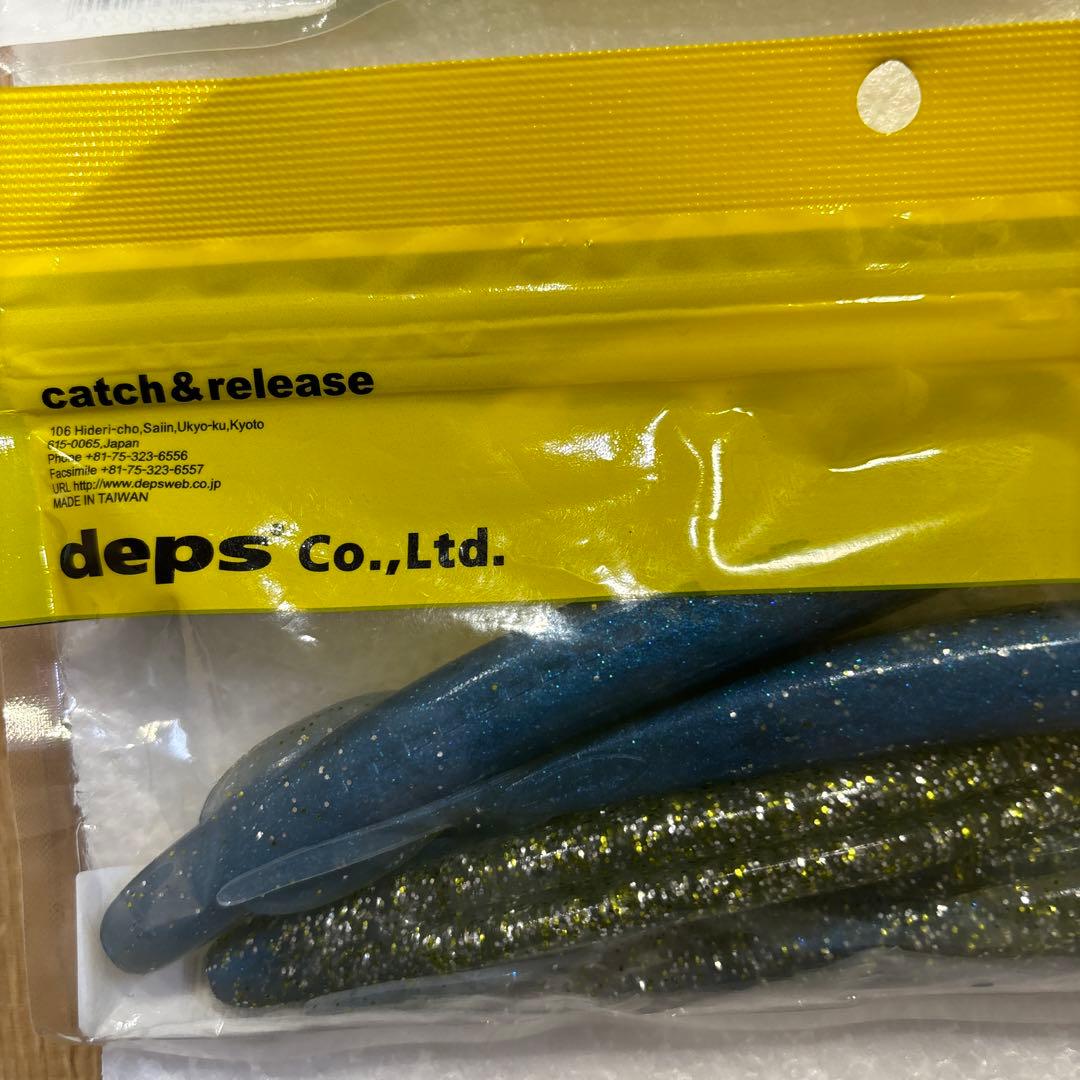 catch&release
106 Hideri-cho,Saiin,Ukyo-ku,Kyoto
615-0065,Japan
Phone +81-75-323-6556
Facsimile +81-75-323-6557
URL http://www.depsweb.co.jp
MADE IN TAIWAN
deps Co.,Ltd.